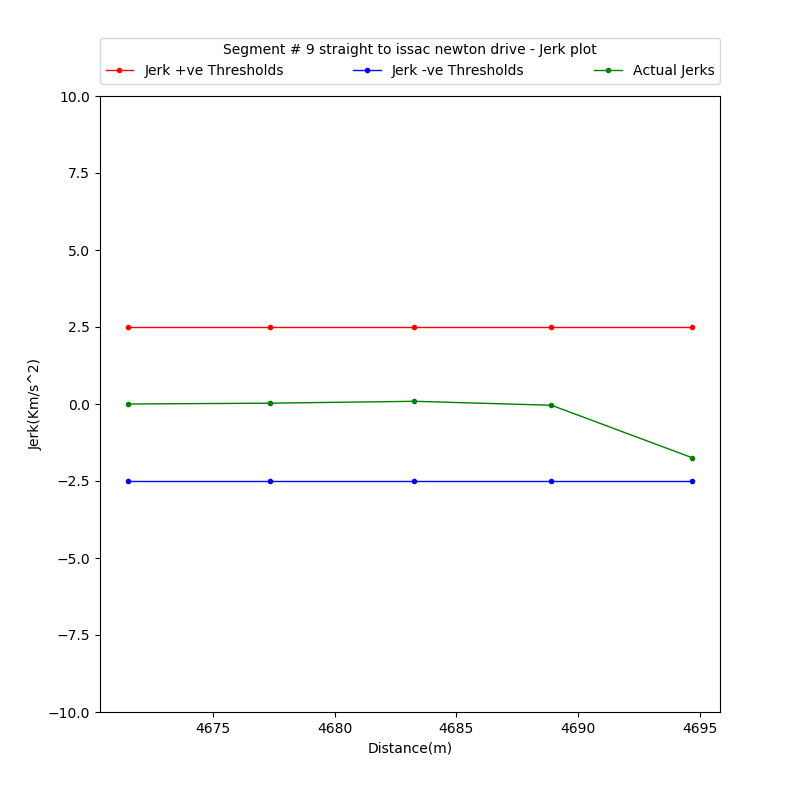 Segment # 9 straight to issac newton drive - Jerk plot
Jerk +ve Thresholds Jerk -ve Thresholds Actual Jerks
10.0
7.5
5.0
2.5
0.0
−2.5
−5.0
−7.5
−10.0
Jerk(Km/s^2)
4675 4680 4685 4690 4695
Distance(m)